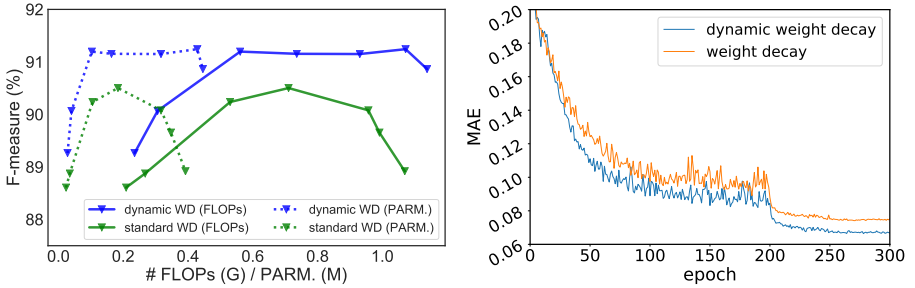 92
91
90
89
88
F-measure (%)
dynamic WD (FLOPs)
standard WD (FLOPs)
dynamic WD (PARM.)
standard WD (PARM.)
0.0 0.2 0.4 0.6 0.8 1.0
# FLOPs (G) / PARM. (M)
0.20
0.18
0.16
0.14
0.12
0.10
0.08
0.06
MAE
dynamic weight decay
weight decay
0 50 100 150 200 250 300
epoch